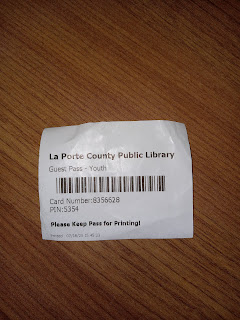 La Porte County Public Library
Guest Pass - Youth
Card Number:8356628
PIN:5354
Please Keep Pass for Printing!